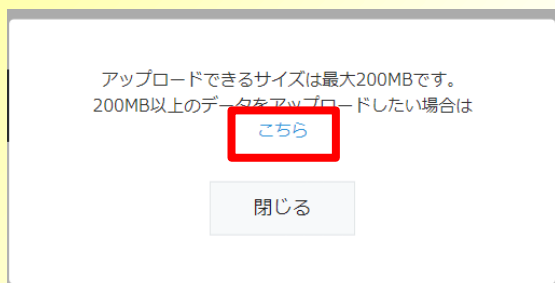 アップロードできるサイズは最大200MBです。
200MB以上のデータをアップロードしたい場合は
こちら
閉じる